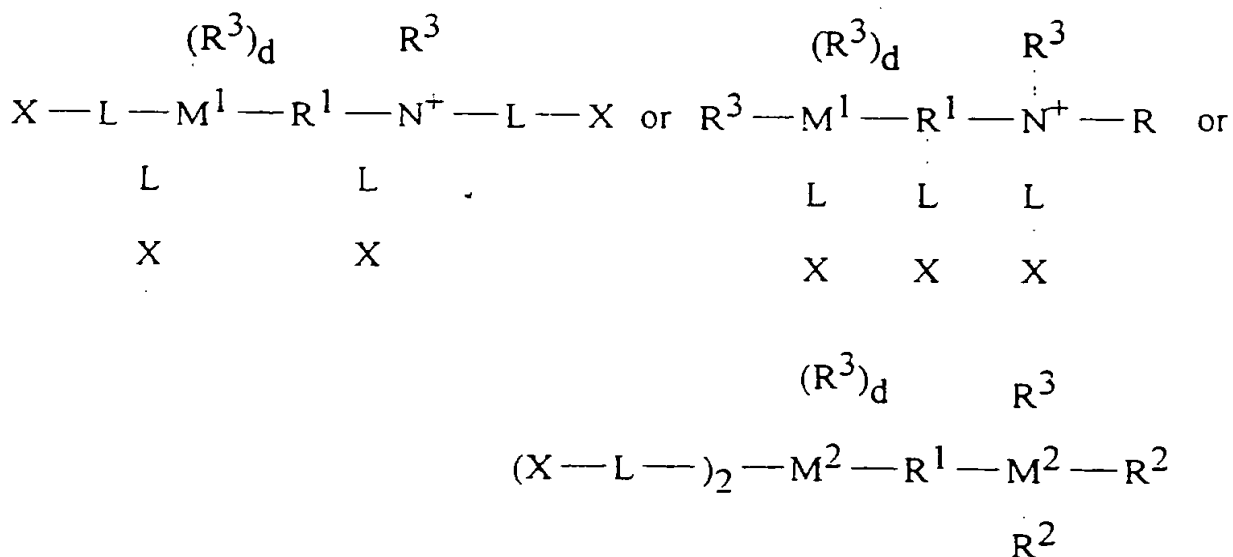 (R³)d R³ (R³)d R³
X — L — M¹ — R¹ — N⁺ — L — X or R³ — M¹ — R¹ — N⁺ — R or
L L L L L
X X X X X
(R³)d R³
(X — L — )₂ — M² — R¹ — M² — R²
R²